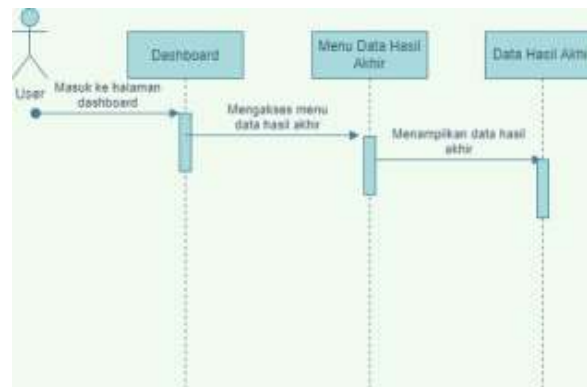 Dashboard
Menu Data Hasil
Akhir
Data Hasil Akhir
User
Masuk ke halaman
dashboard
Mengakses menu
data hasil akhir
Menampilkan data hasil
akhir